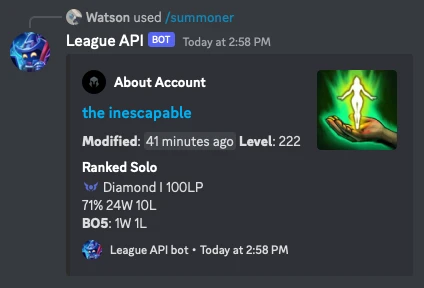 Watson used /summoner
League API BOT Today at 2:58 PM
About Account
the inescapable
Modified: 41 minutes ago Level: 222
Ranked Solo
Diamond I 100LP
71% 24W 10L
BO5: 1W 1L
League API bot • Today at 2:58 PM